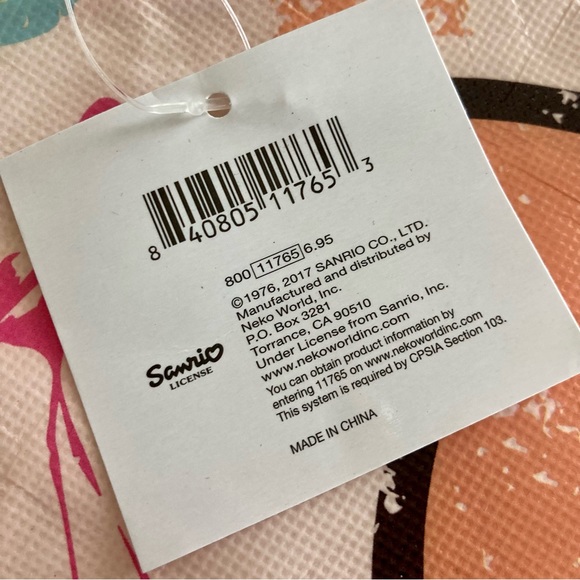 8 40805 11765 3
800 11765 6.95
©1976, 2017 SANRIO CO., LTD.
Manufactured and distributed by
Neko World, Inc.
P.O. Box 3281
Torrance, CA 90510
Under License from Sanrio, Inc.
www.nekoworldinc.com
You can obtain product information by
entering 11765 on www.nekoworldinc.com
This system is required by CPSIA Section 103.
Sanrio
LICENSE
MADE IN CHINA